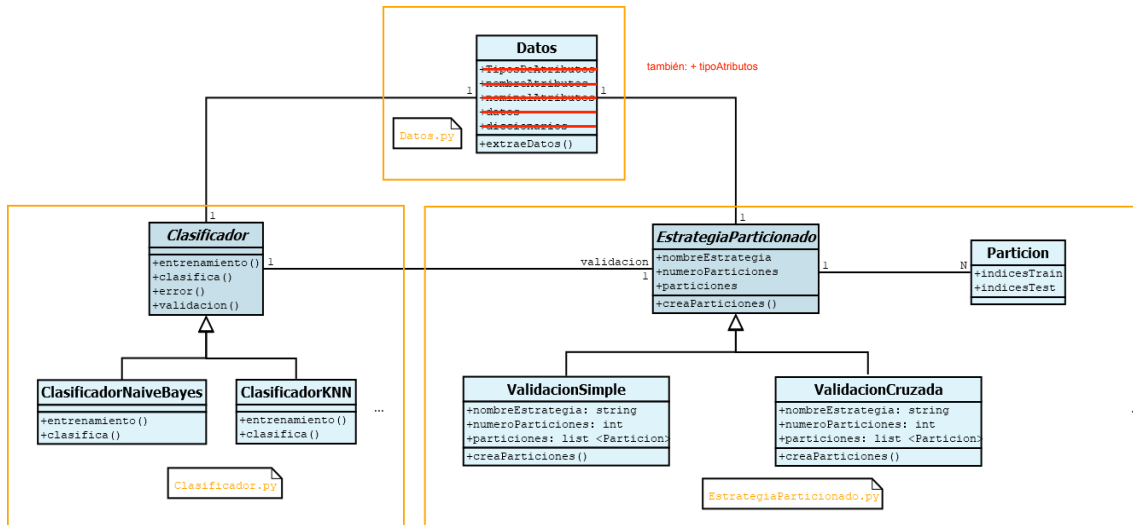 Datos
+TiposDeAtributos
+nombreAtributos
+nominalAtributos
+datos
+diccionarios
+extraeDatos()
también: + tipoAtributos
1
1
Datos.py
1
1
Clasificador
+entrenamiento()
+clasifica()
+error()
+validacion()
1
validacion
1
EstrategiaParticionado
+nombreEstrategia
+numeroParticiones
+particiones
+creaParticiones()
1
N
Particion
+indicesTrain
+indicesTest
ClasificadorNaiveBayes
+entrenamiento()
+clasifica()
ClasificadorKNN
+entrenamiento()
+clasifica()
...
ValidacionSimple
+nombreEstrategia: string
+numeroParticiones: int
+particiones: list <Particion>
+creaParticiones()
ValidacionCruzada
+nombreEstrategia: string
+numeroParticiones: int
+particiones: list <Particion>
+creaParticiones()
Clasificador.py
EstrategiaParticionado.py